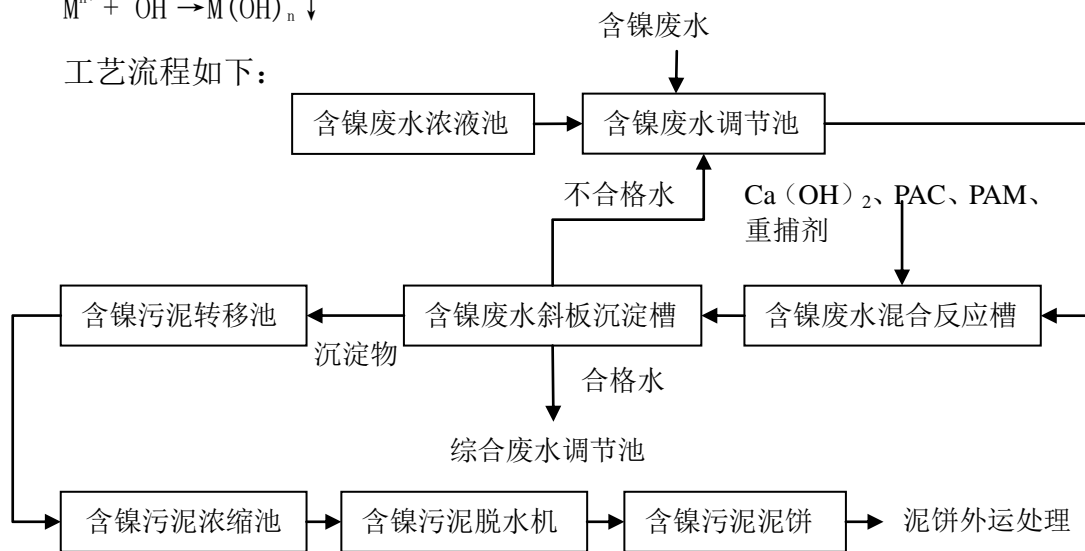 Mⁿ⁺ + OH⁻→M(OH)ₙ↓
工艺流程如下：
含镍废水
含镍废水浓液池
含镍废水调节池
不合格水
Ca（OH）₂、PAC、PAM、
重捕剂
含镍污泥转移池
含镍废水斜板沉淀槽
含镍废水混合反应槽
沉淀物
合格水
综合废水调节池
含镍污泥浓缩池
含镍污泥脱水机
含镍污泥泥饼
泥饼外运处理